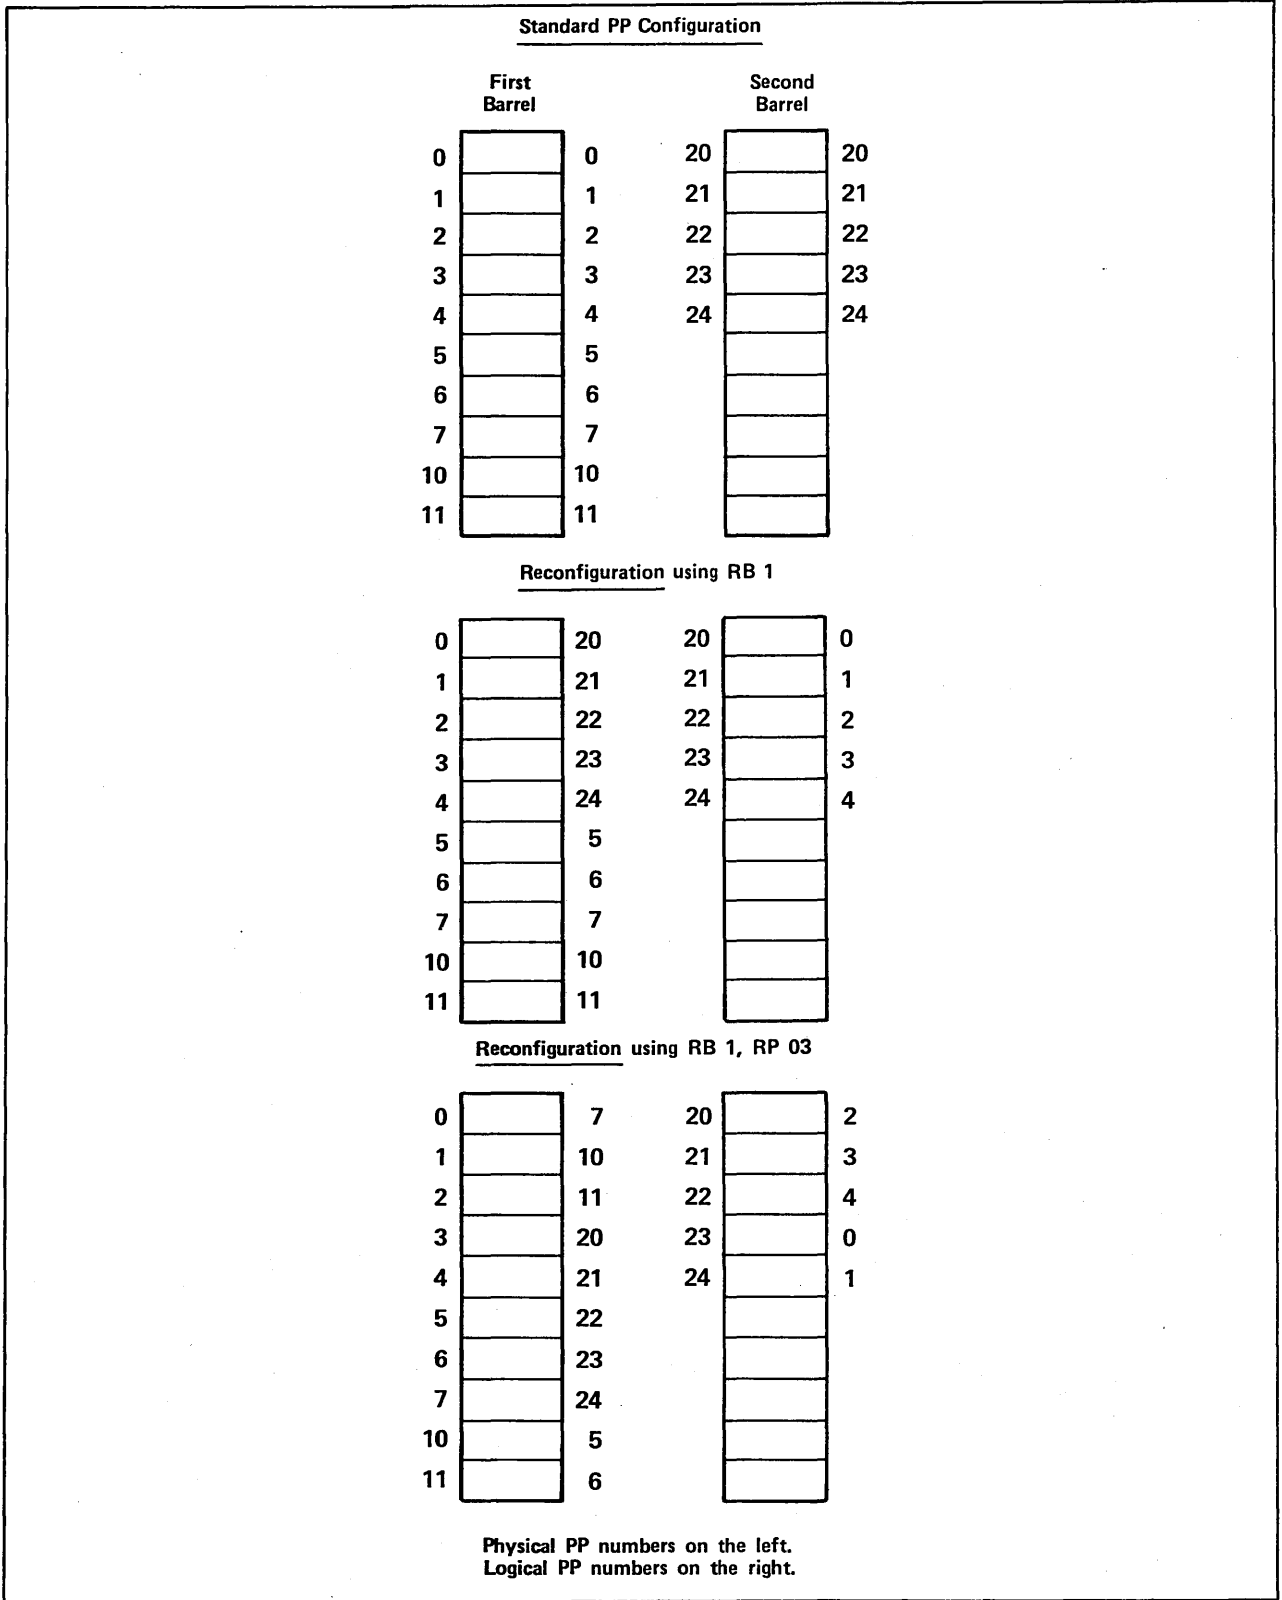 Standard PP Configuration
First Second
Barrel Barrel
0 0 20 20
1 1 21 21
2 2 22 22
3 3 23 23
4 4 24 24
5 5
6 6
7 7
10 10
11 11
Reconfiguration using RB 1
0 20 20 0
1 21 21 1
2 22 22 2
3 23 23 3
4 24 24 4
5 5
6 6
7 7
10 10
11 11
Reconfiguration using RB 1, RP 03
0 7 20 2
1 10 21 3
2 11 22 4
3 20 23 0
4 21 24 1
5 22
6 23
7 24
10 5
11 6
Physical PP numbers on the left.
Logical PP numbers on the right.